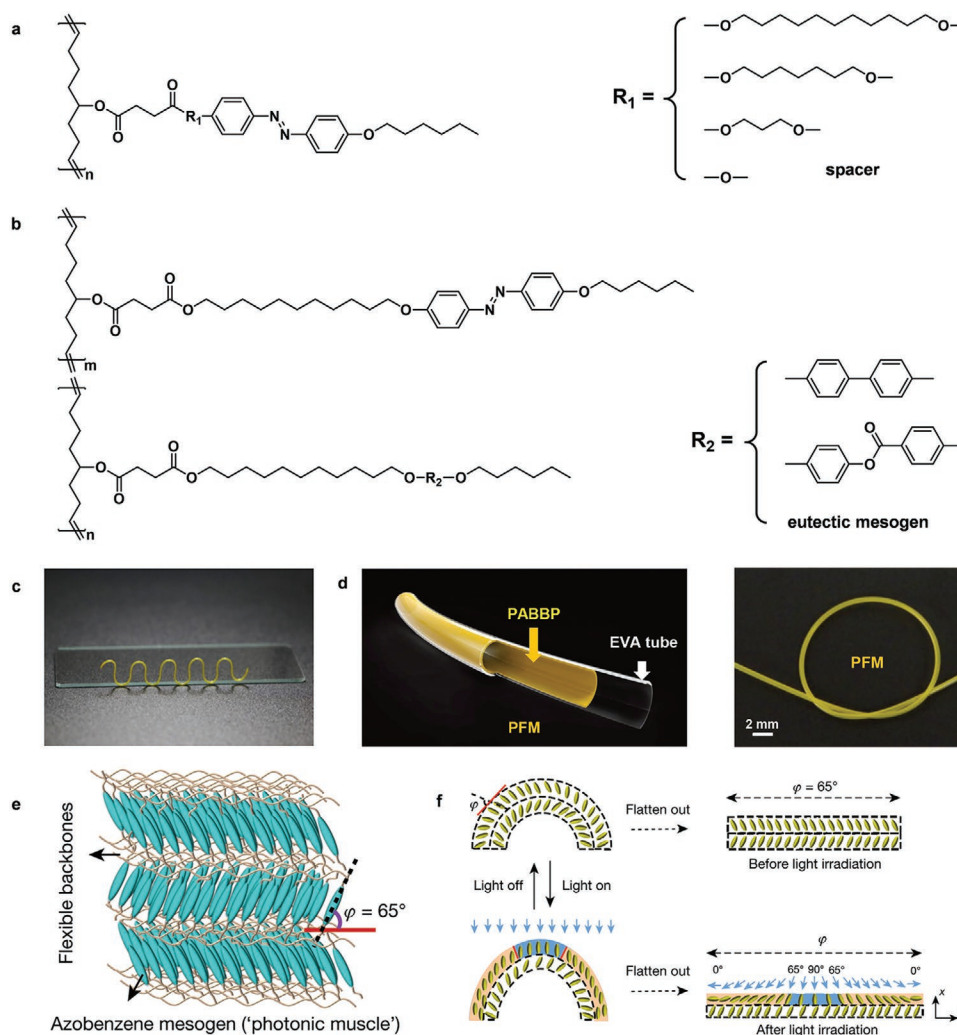 a
O
O
O
R1
N
N
O
n
R1 =
O
O
O
O
O
O
O
spacer
b
O
O
O
O
O
N
N
O
m
O
O
O
O
O–R2–O
n
R2 =
O
O
eutectic mesogen
c
d
PABBP
EVA tube
PFM
PFM
2 mm
e
Flexible backbones
φ = 65°
Azobenzene mesogen ('photonic muscle')
f
φ
Flatten out
φ = 65°
Before light irradiation
Light off
Light on
Flatten out
φ
0°
65°
90°
65°
0°
x
After light irradiation